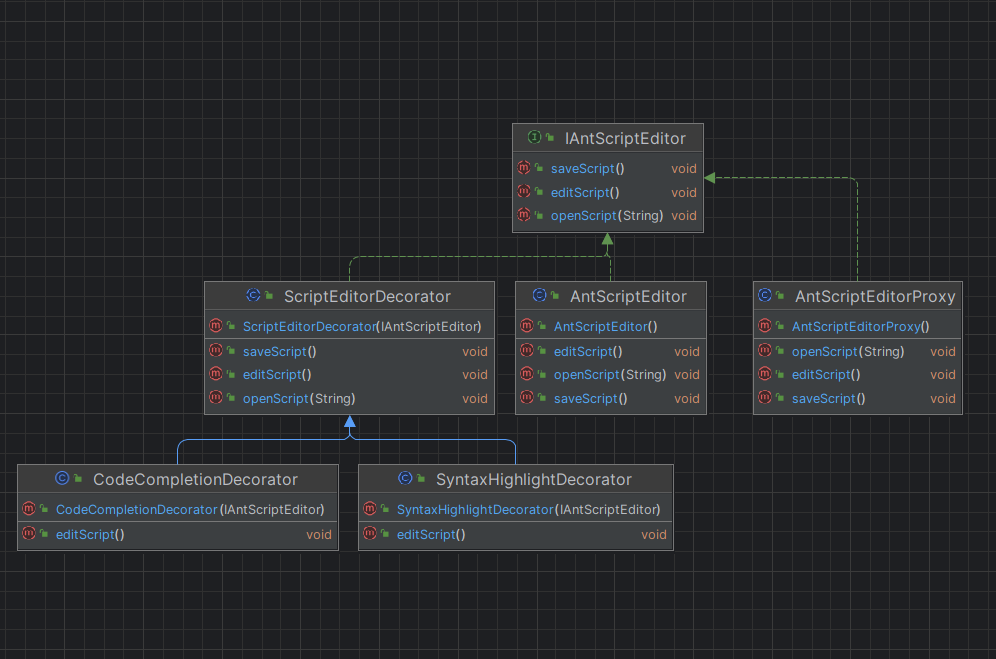 IAntScriptEditor
saveScript() void
editScript() void
openScript(String) void
ScriptEditorDecorator
ScriptEditorDecorator(IAntScriptEditor)
saveScript() void
editScript() void
openScript(String) void
AntScriptEditor
AntScriptEditor()
editScript() void
openScript(String) void
saveScript() void
AntScriptEditorProxy
AntScriptEditorProxy()
openScript(String) void
editScript() void
saveScript() void
CodeCompletionDecorator
CodeCompletionDecorator(IAntScriptEditor)
editScript() void
SyntaxHighlightDecorator
SyntaxHighlightDecorator(IAntScriptEditor)
editScript() void